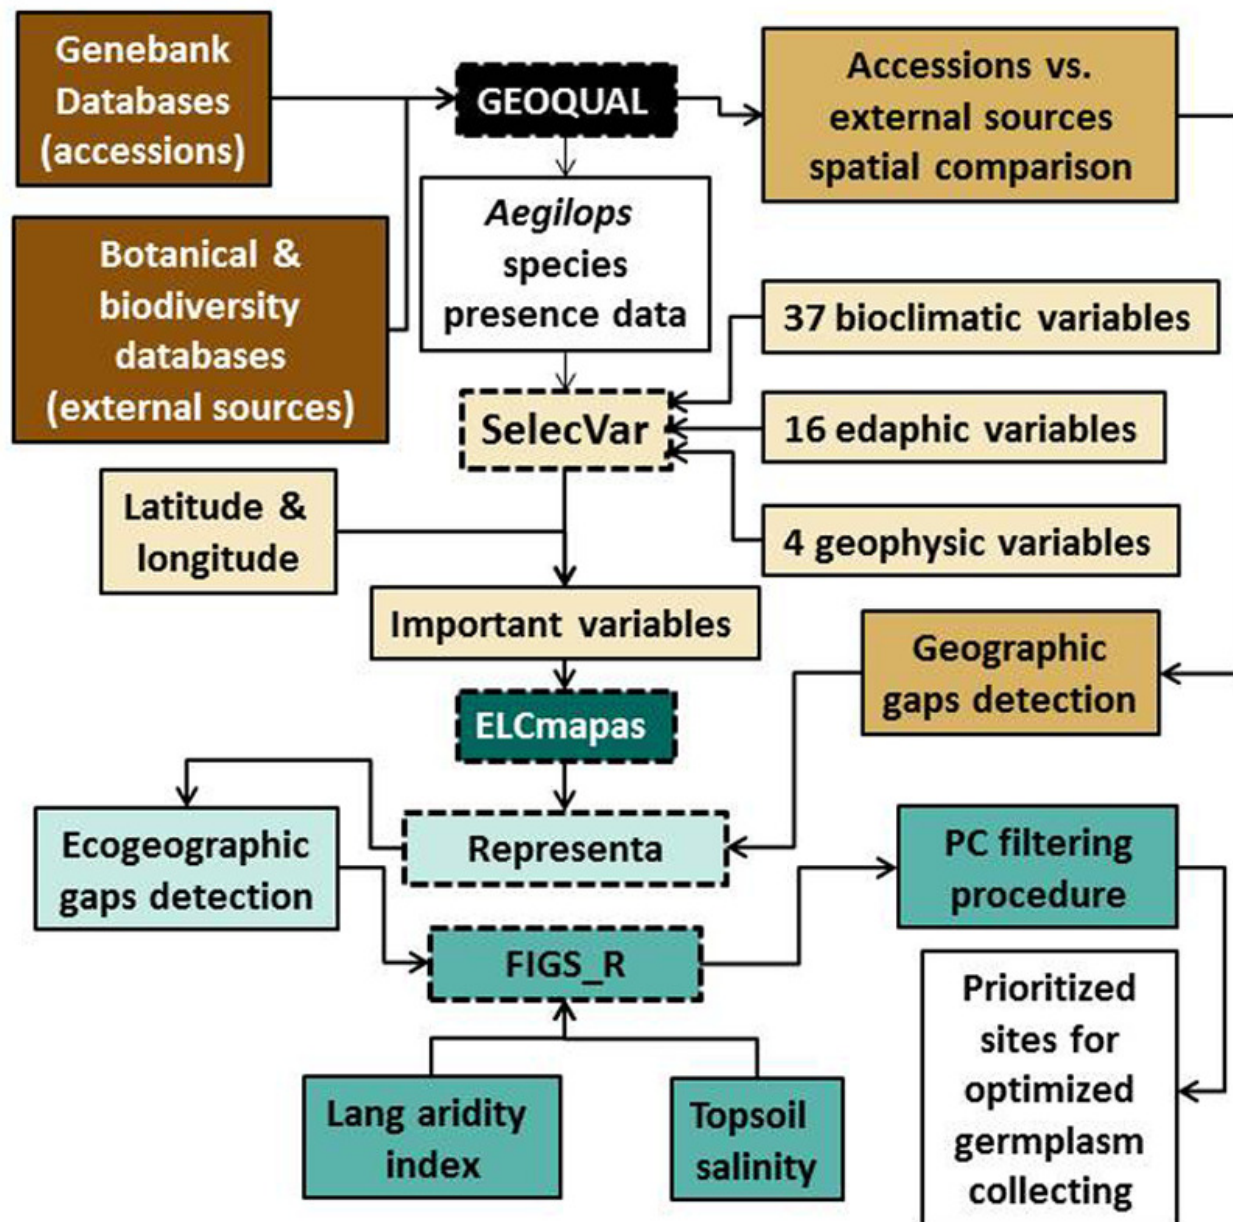 Genebank
Databases
(accessions)
GEOQUAL
Accessions vs.
external sources
spatial comparison
Botanical &
biodiversity
databases
(external sources)
Aegilops
species
presence data
37 bioclimatic variables
SelecVar
16 edaphic variables
Latitude &
longitude
4 geophysic variables
Important variables
Geographic
gaps detection
ELCmapas
Ecogeographic
gaps detection
Representa
PC filtering
procedure
FIGS_R
Prioritized
sites for
optimized
germplasm
collecting
Lang aridity
index
Topsoil
salinity